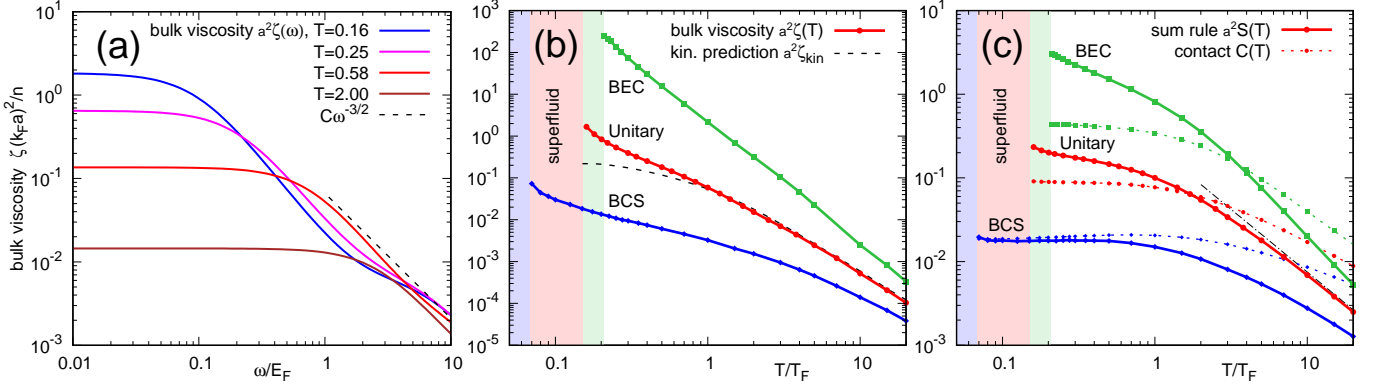 (a)
bulk viscosity a²ζ(ω), T=0.16
T=0.25
T=0.58
T=2.00
Cω^-3/2
bulk viscosity ζ (k_Fa)²/n
10^1
10^0
10^-1
10^-2
10^-3
0.01
0.1
1
10
ω/E_F
(b)
bulk viscosity a²ζ(T)
kin. prediction a²ζ_kin
superfluid
BEC
Unitary
BCS
10^3
10^2
10^1
10^0
10^-1
10^-2
10^-3
10^-4
10^-5
0.1
1
10
T/T_F
(c)
sum rule a²S(T)
contact C(T)
superfluid
BEC
Unitary
BCS
10^1
10^0
10^-1
10^-2
10^-3
0.1
1
10
T/T_F